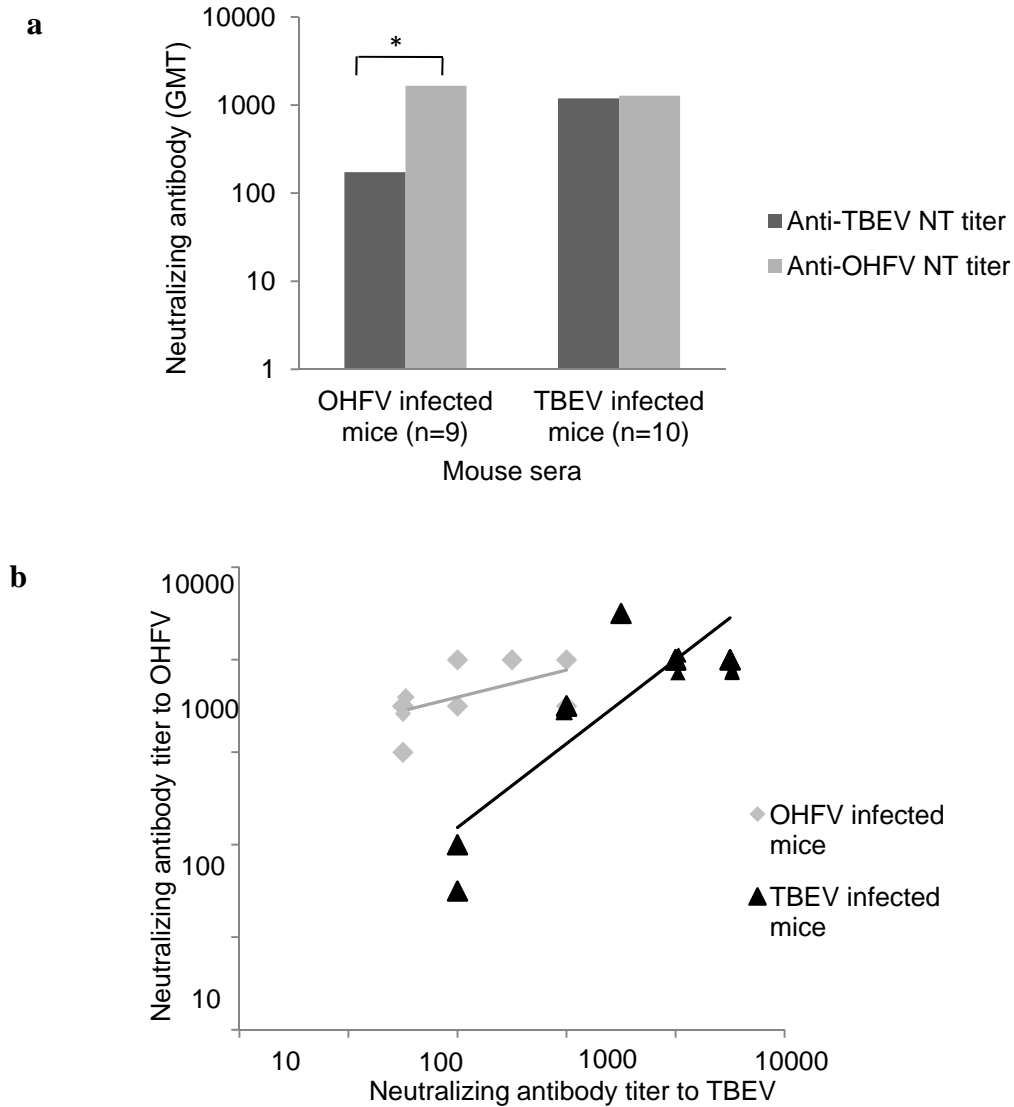 a
10000
1000
100
10
1
Neutralizing antibody (GMT)
*
Anti-TBEV NT titer
Anti-OHFV NT titer
OHFV infected
mice (n=9)
TBEV infected
mice (n=10)
Mouse sera
b
10000
1000
100
10
Neutralizing antibody titer to OHFV
OHFV infected
mice
TBEV infected
mice
10
100
1000
10000
Neutralizing antibody titer to TBEV